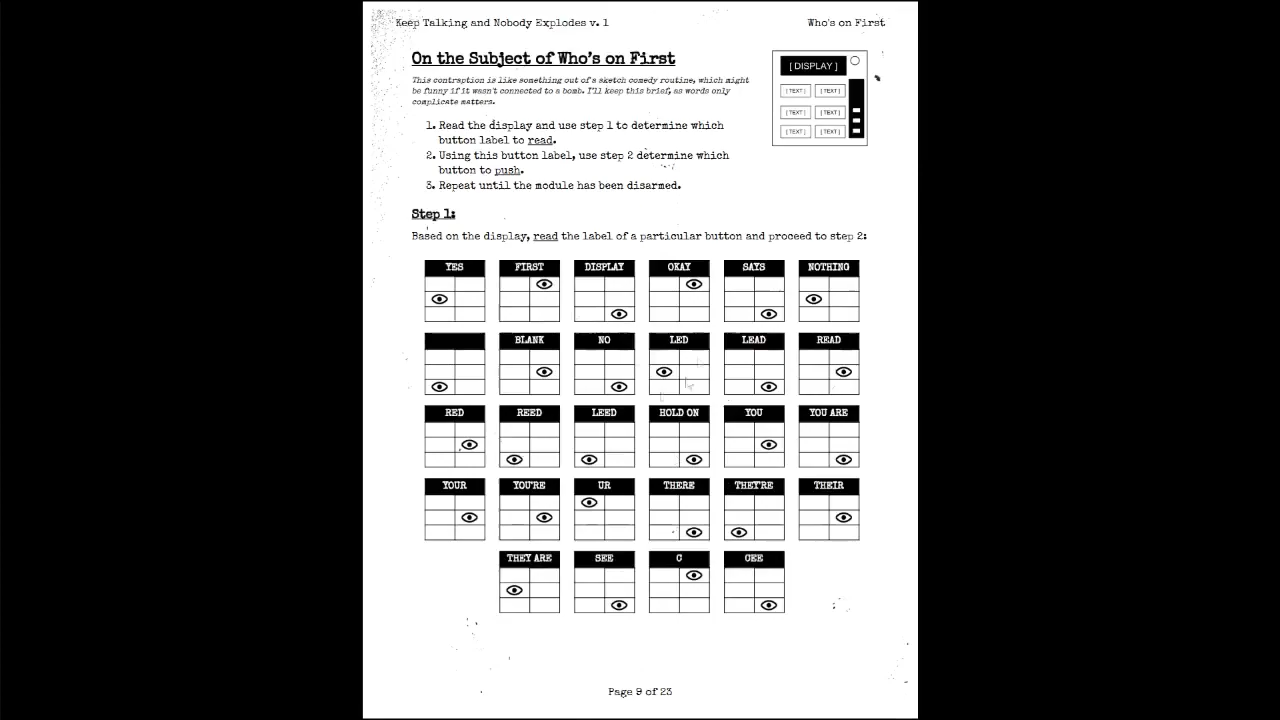 Keep Talking and Nobody Explodes v. 1
Who's on First
On the Subject of Who's on First
This contraption is like something out of a sketch comedy routine, which might
be funny if it wasn't connected to a bomb. I'll keep this brief, as words only
complicate matters.
[ DISPLAY ]
[ TEXT ] [ TEXT ]
[ TEXT ] [ TEXT ]
[ TEXT ] [ TEXT ]
1. Read the display and use step 1 to determine which
button label to read.
2. Using this button label, use step 2 determine which
button to push.
3. Repeat until the module has been disarmed.
Step 1:
Based on the display, read the label of a particular button and proceed to step 2:
YES FIRST DISPLAY OKAY SAYS NOTHING
BLANK NO LED LEAD READ
RED REED LEED HOLD ON YOU YOU ARE
YOUR YOU'RE UR THERE THEY'RE THEIR
THEY ARE SEE C CEE
Page 9 of 23